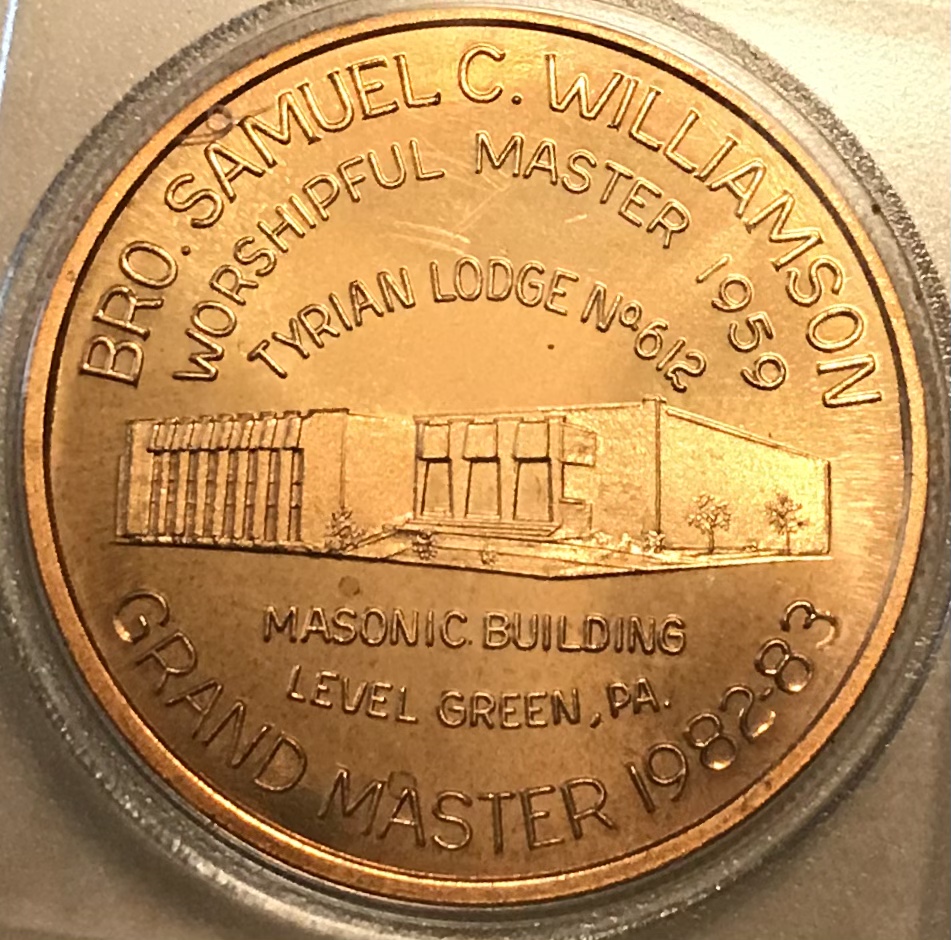 BRO. SAMUEL C. WILLIAMSON
WORSHIPFUL MASTER 1959
TYRIAN LODGE No 612
MASONIC BUILDING
LEVEL GREEN, PA.
GRAND MASTER 1982-83